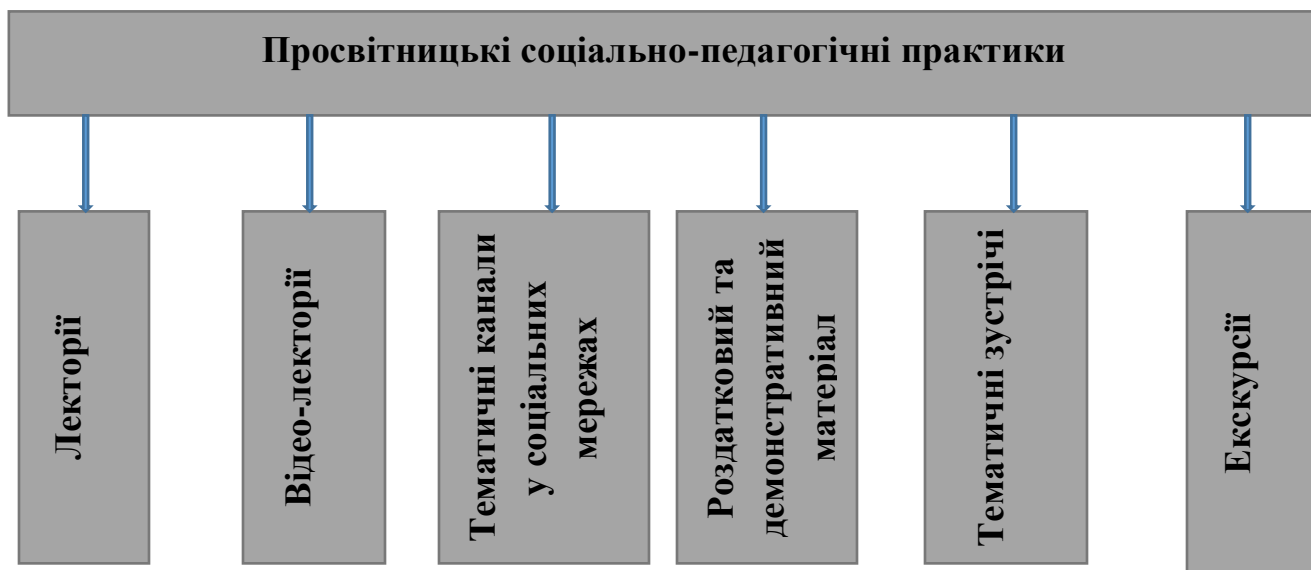 Просвітницькі соціально-педагогічні практики
Лекторії
Відео-лекторії
Тематичні канали
у соціальних
мережах
Роздатковий та
демонстративний
матеріал
Тематичні зустрічі
Екскурсії